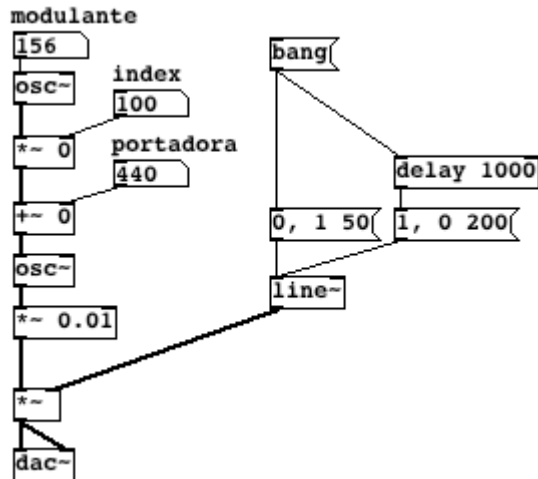 modulante
156
osc~
index
100
*~ 0
portadora
440
+~ 0
osc~
*~ 0.01
*~
dac~
bang
delay 1000
0, 1 50
1, 0 200
line~